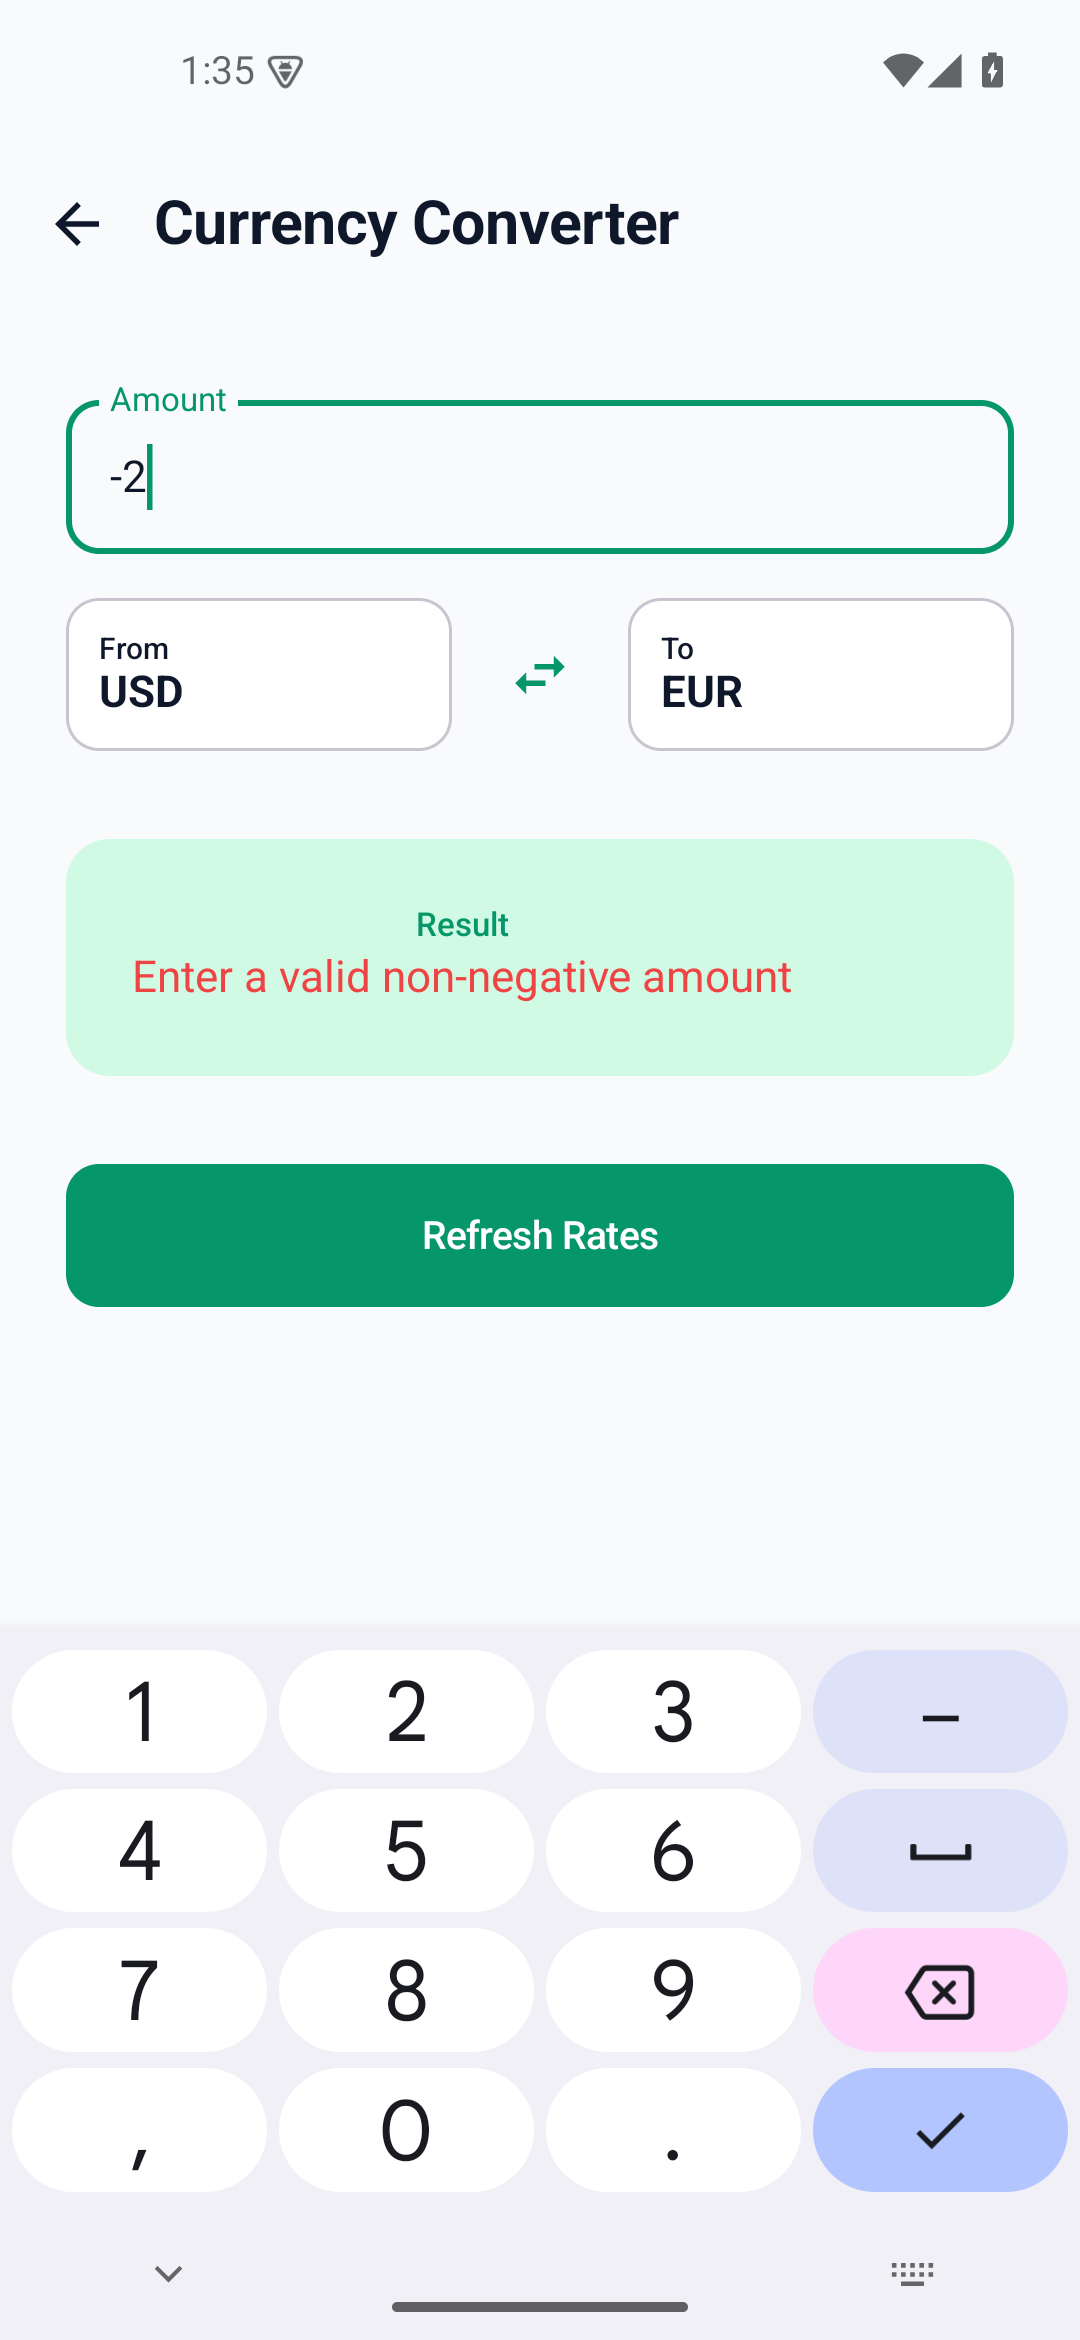 1:35
Currency Converter
Amount
-2
From
USD
To
EUR
Result
Enter a valid non-negative amount
Refresh Rates
1 2 3 –
4 5 6
7 8 9
, 0 .